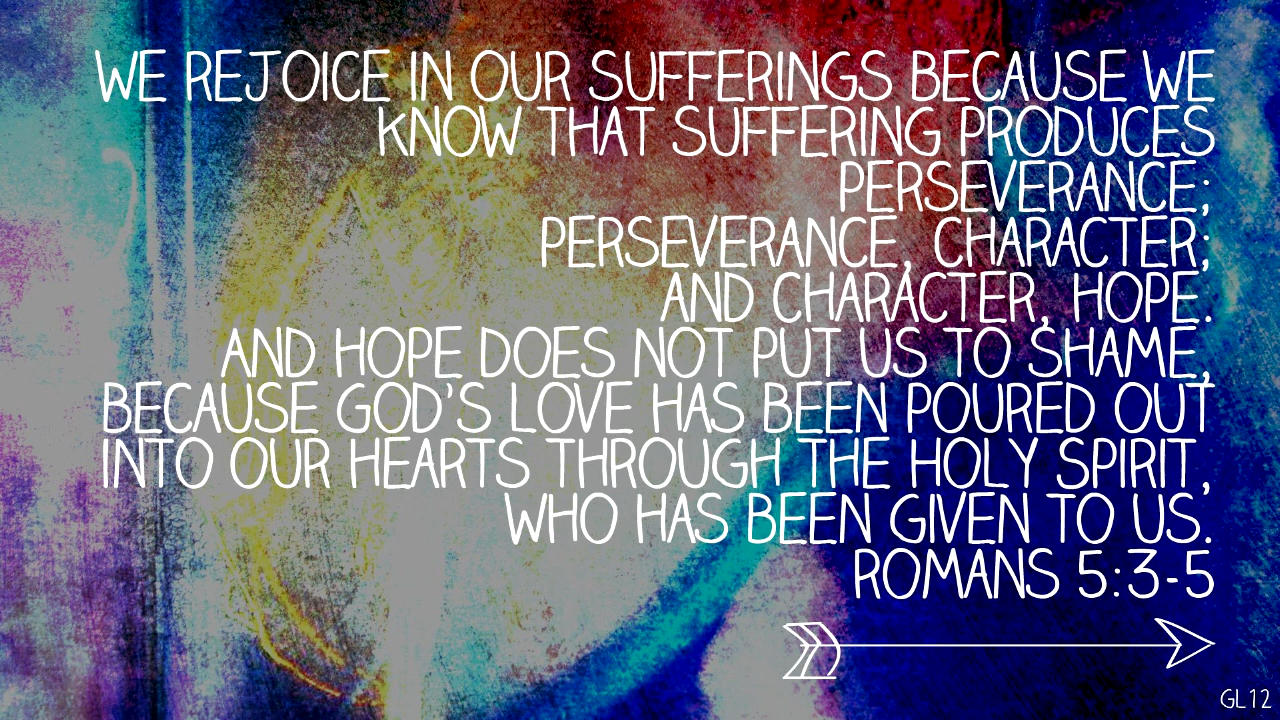 WE REJOICE IN OUR SUFFERINGS BECAUSE WE
KNOW THAT SUFFERING PRODUCES
PERSEVERANCE;
PERSEVERANCE, CHARACTER;
AND CHARACTER, HOPE.
AND HOPE DOES NOT PUT US TO SHAME,
BECAUSE GOD'S LOVE HAS BEEN POURED OUT
INTO OUR HEARTS THROUGH THE HOLY SPIRIT,
WHO HAS BEEN GIVEN TO US.
ROMANS 5:3-5
GL12